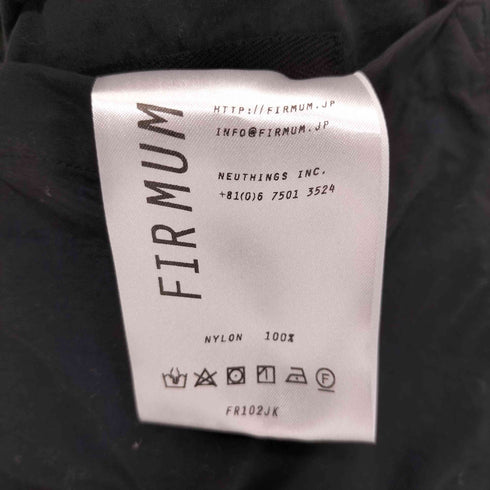 FIRMUM
HTTP://FIRMUM.JP
INFO@FIRMUM.JP
NEUTHINGS INC.
+81(0)6 7501 3524
NYLON 100%
F
FR102JK